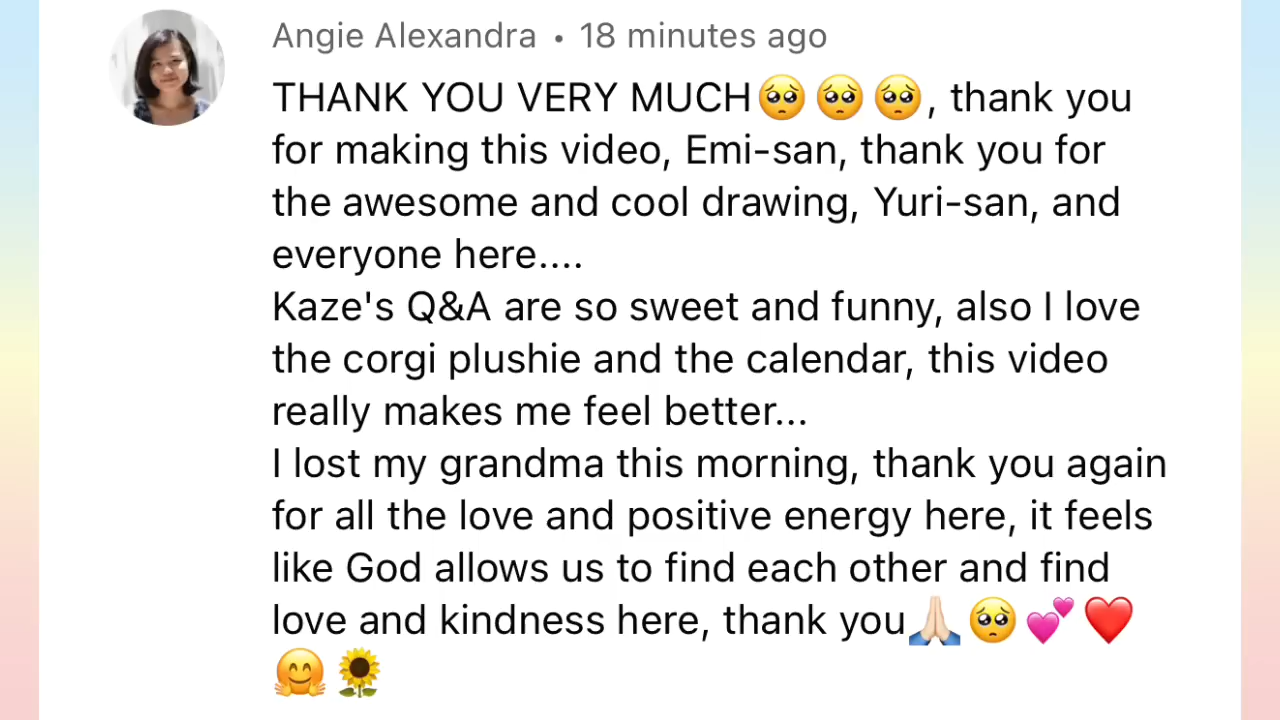 Angie Alexandra • 18 minutes ago
THANK YOU VERY MUCH🥺🥺🥺, thank you
for making this video, Emi-san, thank you for
the awesome and cool drawing, Yuri-san, and
everyone here....
Kaze's Q&A are so sweet and funny, also I love
the corgi plushie and the calendar, this video
really makes me feel better...
I lost my grandma this morning, thank you again
for all the love and positive energy here, it feels
like God allows us to find each other and find
love and kindness here, thank you🙏🏻🥺💕❤️
🤗🌻